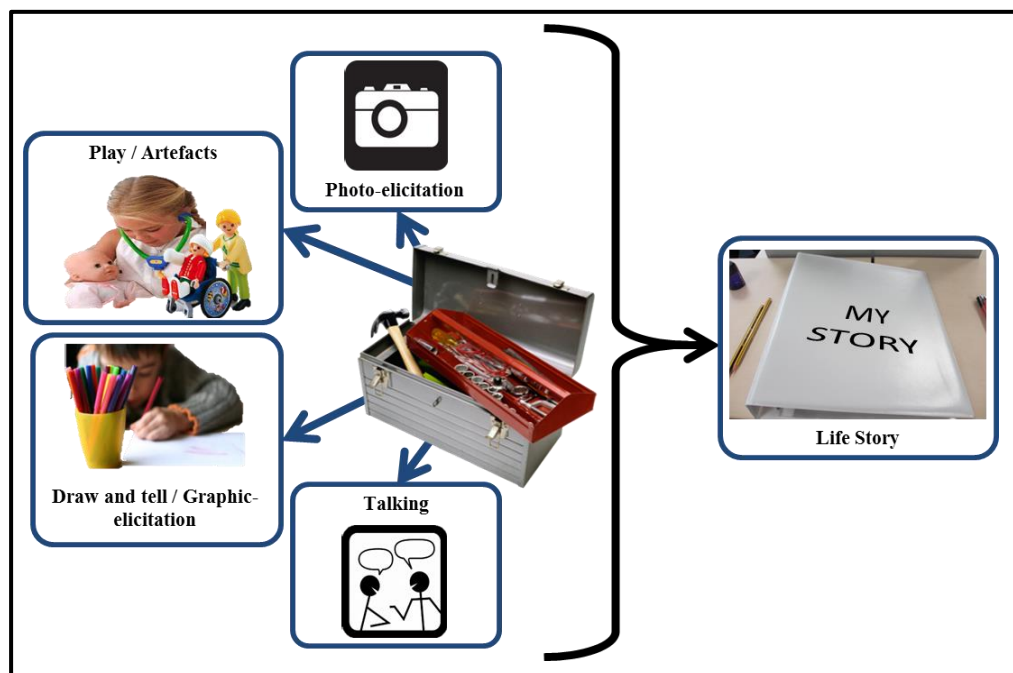 Play / Artefacts
Photo-elicitation
Draw and tell / Graphic-
elicitation
Talking
MY
STORY
Life Story